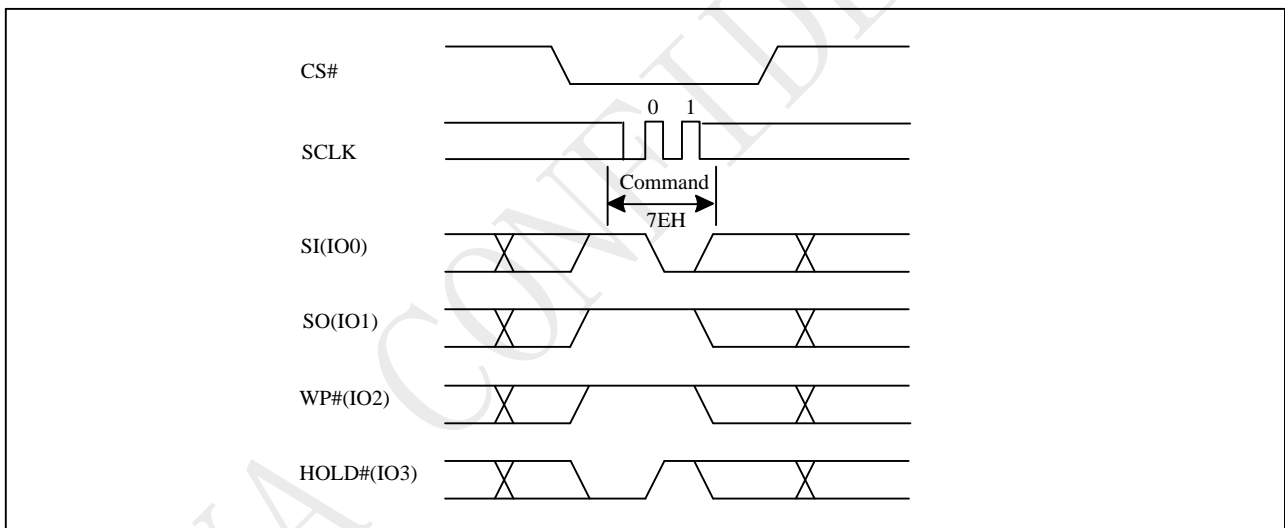 CS#
0 1
SCLK
Command
7EH
SI(IO0)
SO(IO1)
WP#(IO2)
HOLD#(IO3)